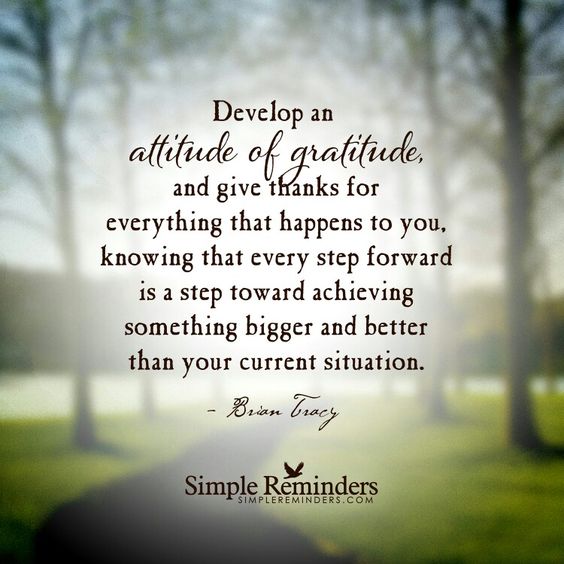 Develop an
attitude of gratitude,
and give thanks for
everything that happens to you,
knowing that every step forward
is a step toward achieving
something bigger and better
than your current situation.
- Brian Tracy
Simple Reminders
SIMPLEREMINDERS.COM